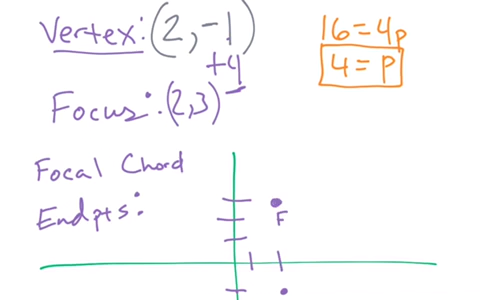 Vertex: (2, -1)
+4
16 = 4p
4 = p
Focus: (2, 3)
Focal Chord
Endpts:
F